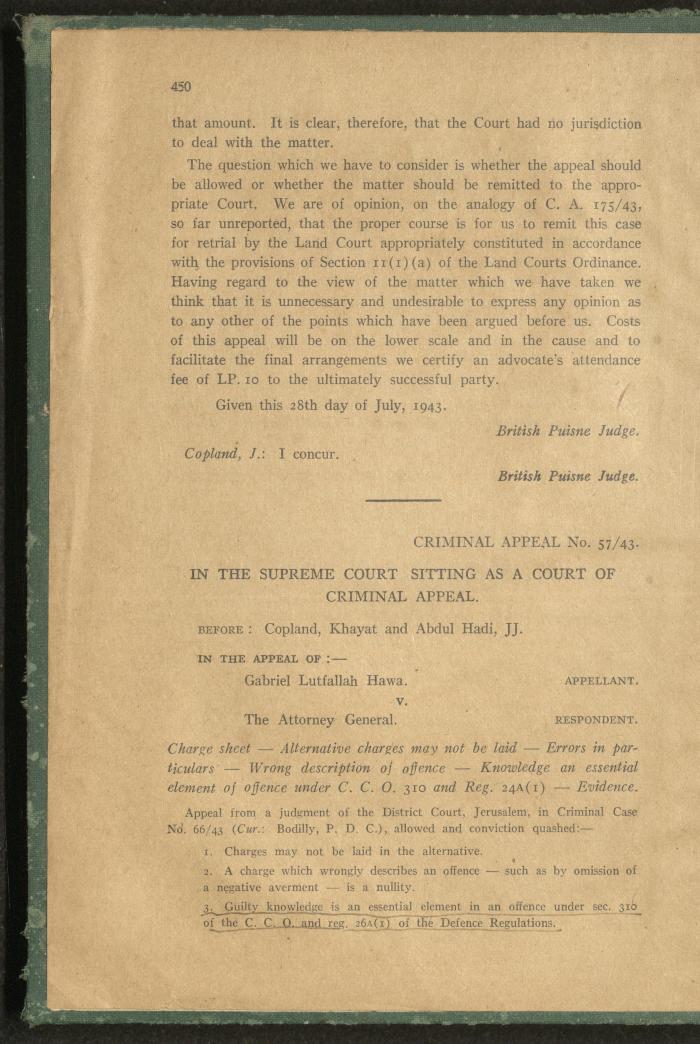 450
that amount. It is clear, therefore, that the Court had no jurisdiction
to deal with the matter.
The question which we have to consider is whether the appeal should
be allowed or whether the matter should be remitted to the appro-
priate Court. We are of opinion, on the analogy of C. A. 175/43,
so far unreported, that the proper course is for us to remit this case
for retrial by the Land Court appropriately constituted in accordance
with the provisions of Section 11(1)(a) of the Land Courts Ordinance.
Having regard to the view of the matter which we have taken we
think that it is unnecessary and undesirable to express any opinion as
to any other of the points which have been argued before us. Costs
of this appeal will be on the lower scale and in the cause and to
facilitate the final arrangements we certify an advocate's attendance
fee of LP. 10 to the ultimately successful party.
Given this 28th day of July, 1943.
British Puisne Judge.
Copland, J.: I concur.
British Puisne Judge.
CRIMINAL APPEAL No. 57/43.
IN THE SUPREME COURT SITTING AS A COURT OF
CRIMINAL APPEAL.
BEFORE : Copland, Khayat and Abdul Hadi, JJ.
IN THE APPEAL OF :—
Gabriel Lutfallah Hawa. APPELLANT.
v.
The Attorney General. RESPONDENT.
Charge sheet — Alternative charges may not be laid — Errors in par-
ticulars — Wrong description of offence — Knowledge an essential
element of offence under C. C. O. 310 and Reg. 24A(1) — Evidence.
Appeal from a judgment of the District Court, Jerusalem, in Criminal Case
No. 66/43 (Cur.: Bodilly, P. D. C.), allowed and conviction quashed:—
1. Charges may not be laid in the alternative.
2. A charge which wrongly describes an offence — such as by omission of
a negative averment — is a nullity.
3. Guilty knowledge is an essential element in an offence under sec. 310
of the C. C. O. and reg. 26A(1) of the Defence Regulations.